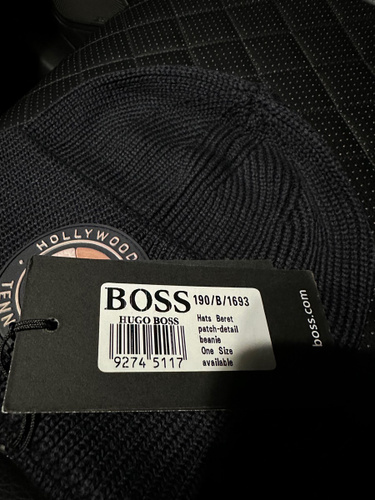 HOLLYWOOD
TENN
BOSS
HUGO BOSS
9274 5117
190/B/1693
Hats Beret
patch-detail
beanie
One Size
available
boss.com